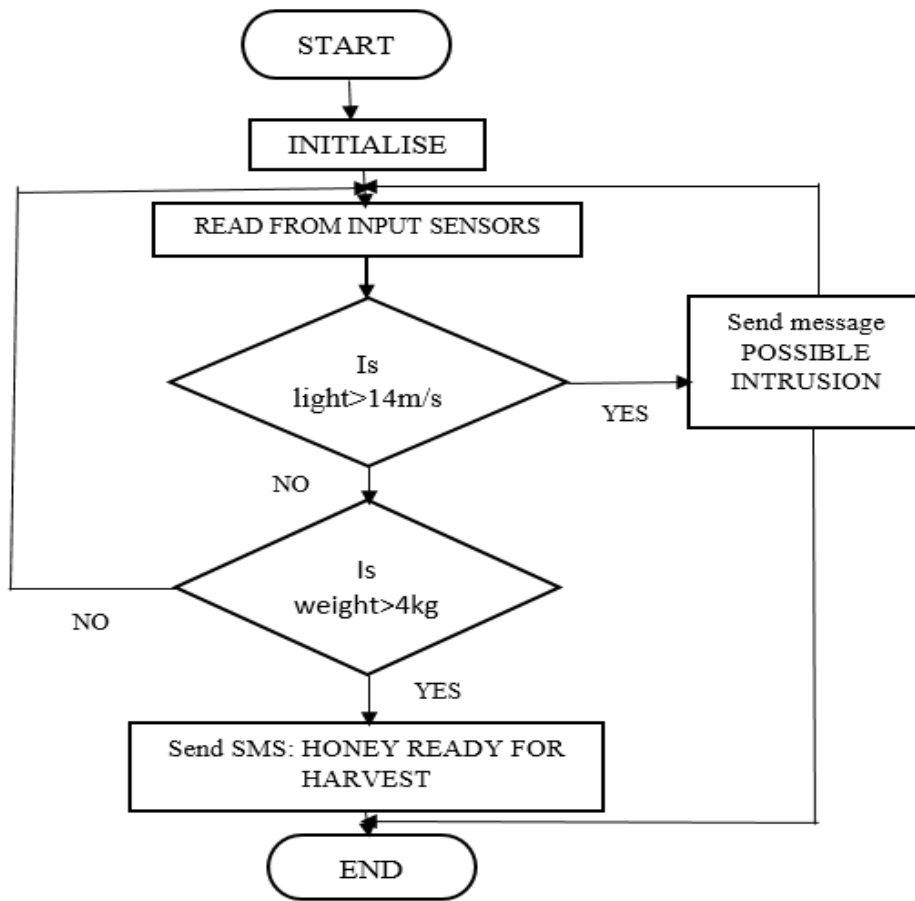 START
INITIALISE
READ FROM INPUT SENSORS
Is
light>14m/s
YES
Send message
POSSIBLE
INTRUSION
NO
Is
weight>4kg
NO
YES
Send SMS: HONEY READY FOR
HARVEST
END